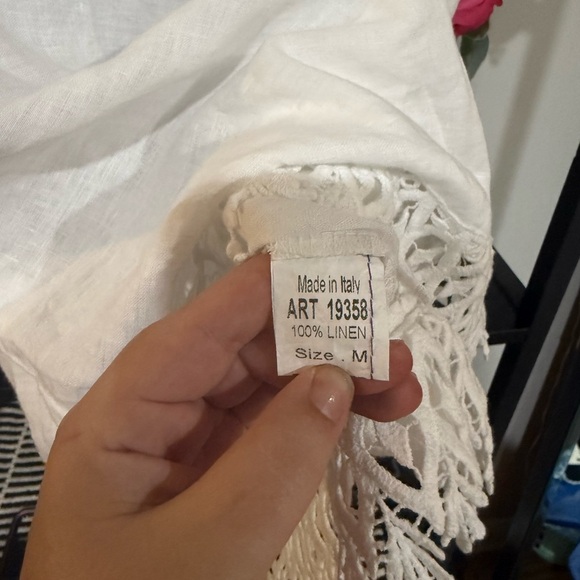 Made in Italy
ART 19358
100% LINEN
Size . M